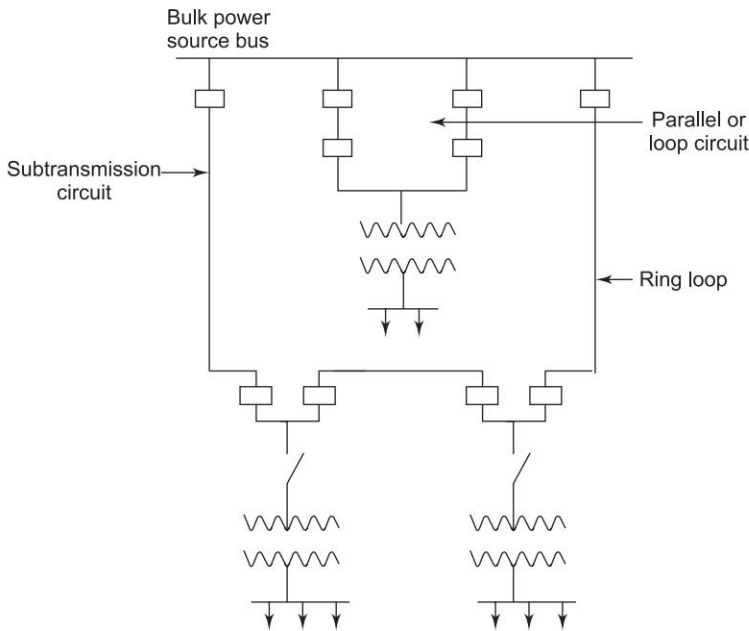 Bulk power
source bus
Parallel or
loop circuit
Subtransmission
circuit
Ring loop